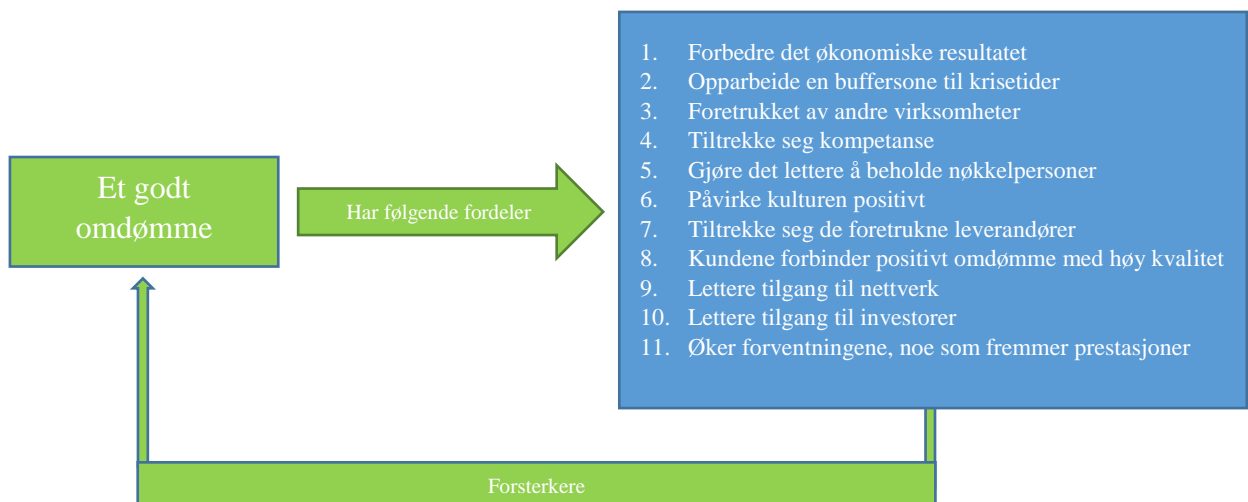 Et godt
omdømme
Har følgende fordeler
1. Forbedre det økonomiske resultatet
2. Opparbeide en buffersone til krisetider
3. Foretrukket av andre virksomheter
4. Tiltrekke seg kompetanse
5. Gjøre det lettere å beholde nøkkelpersoner
6. Påvirke kulturen positivt
7. Tiltrekke seg de foretrukne leverandører
8. Kundene forbinder positivt omdømme med høy kvalitet
9. Lettere tilgang til nettverk
10. Lettere tilgang til investorer
11. Øker forventningene, noe som fremmer prestasjoner
Forsterkere